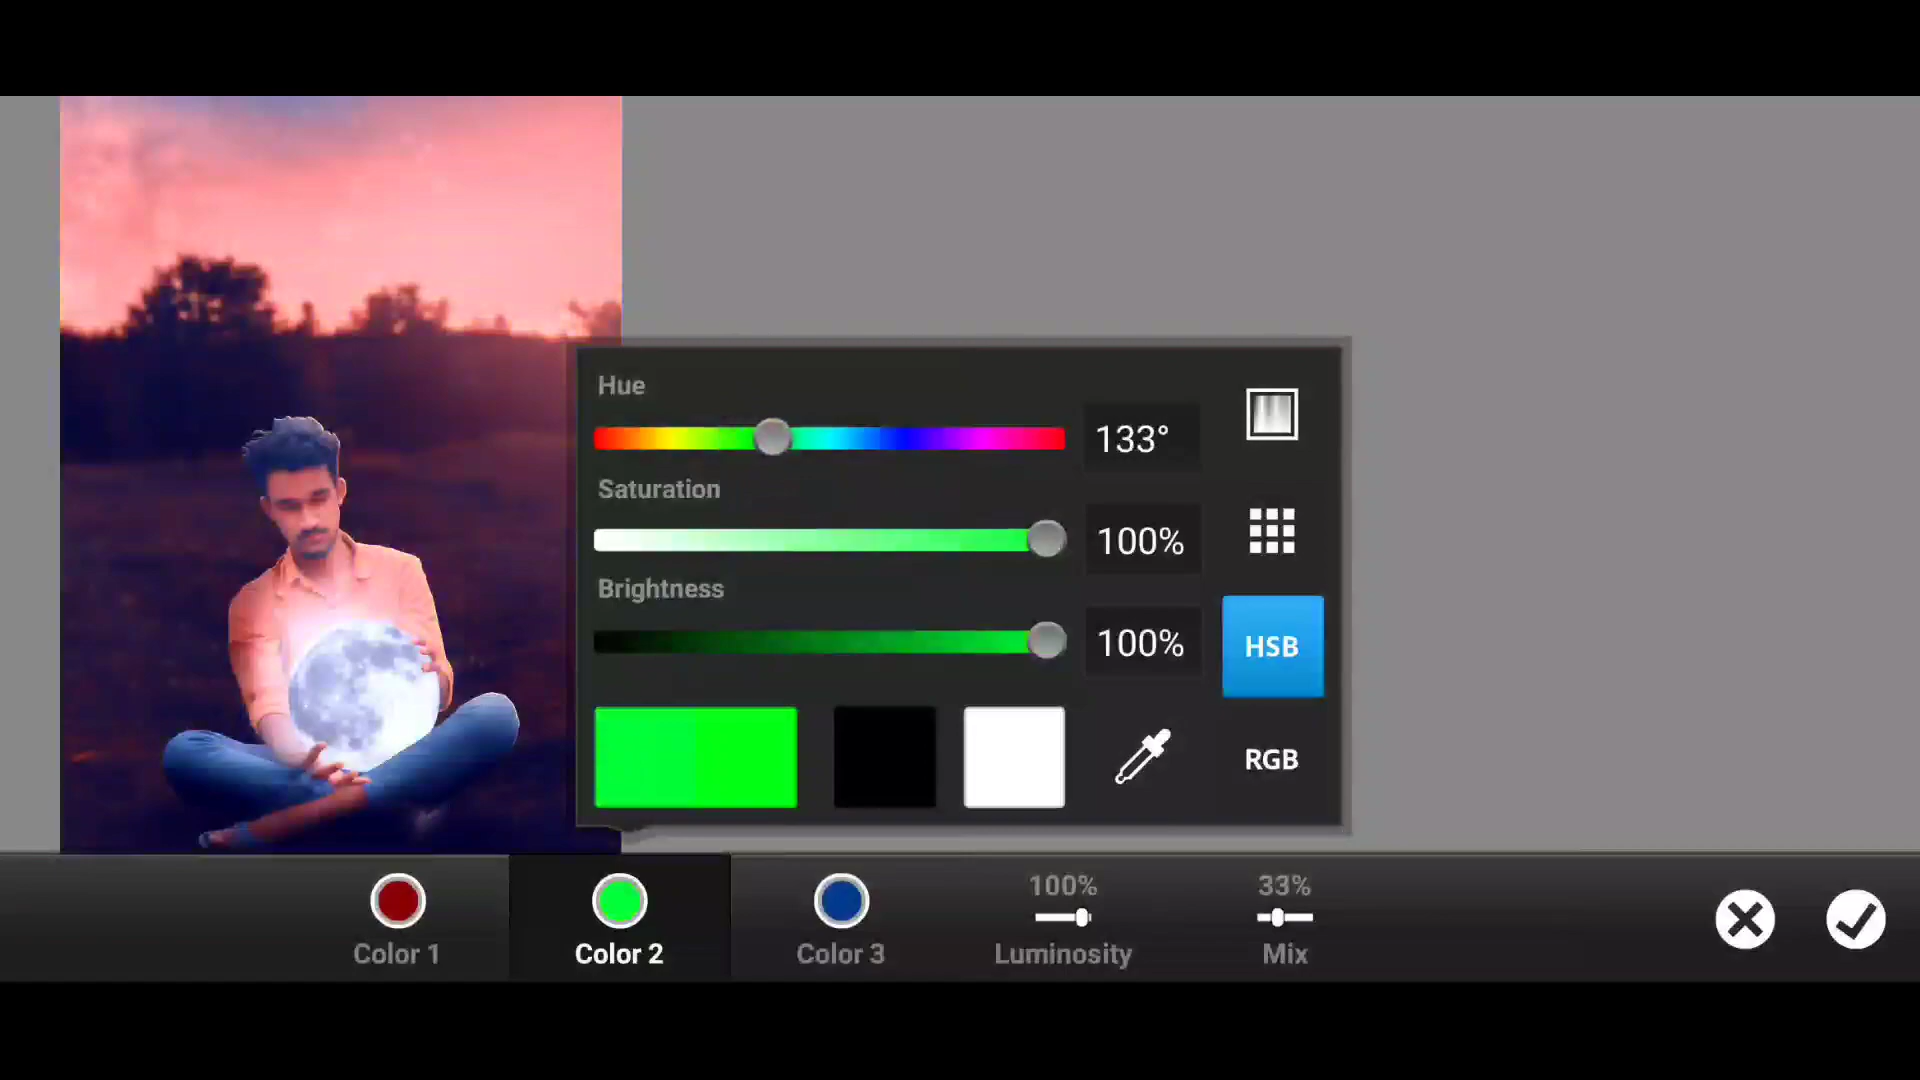 Hue
133°
Saturation
100%
Brightness
100%
HSB
RGB
100%
33%
Color 1
Color 2
Color 3
Luminosity
Mix